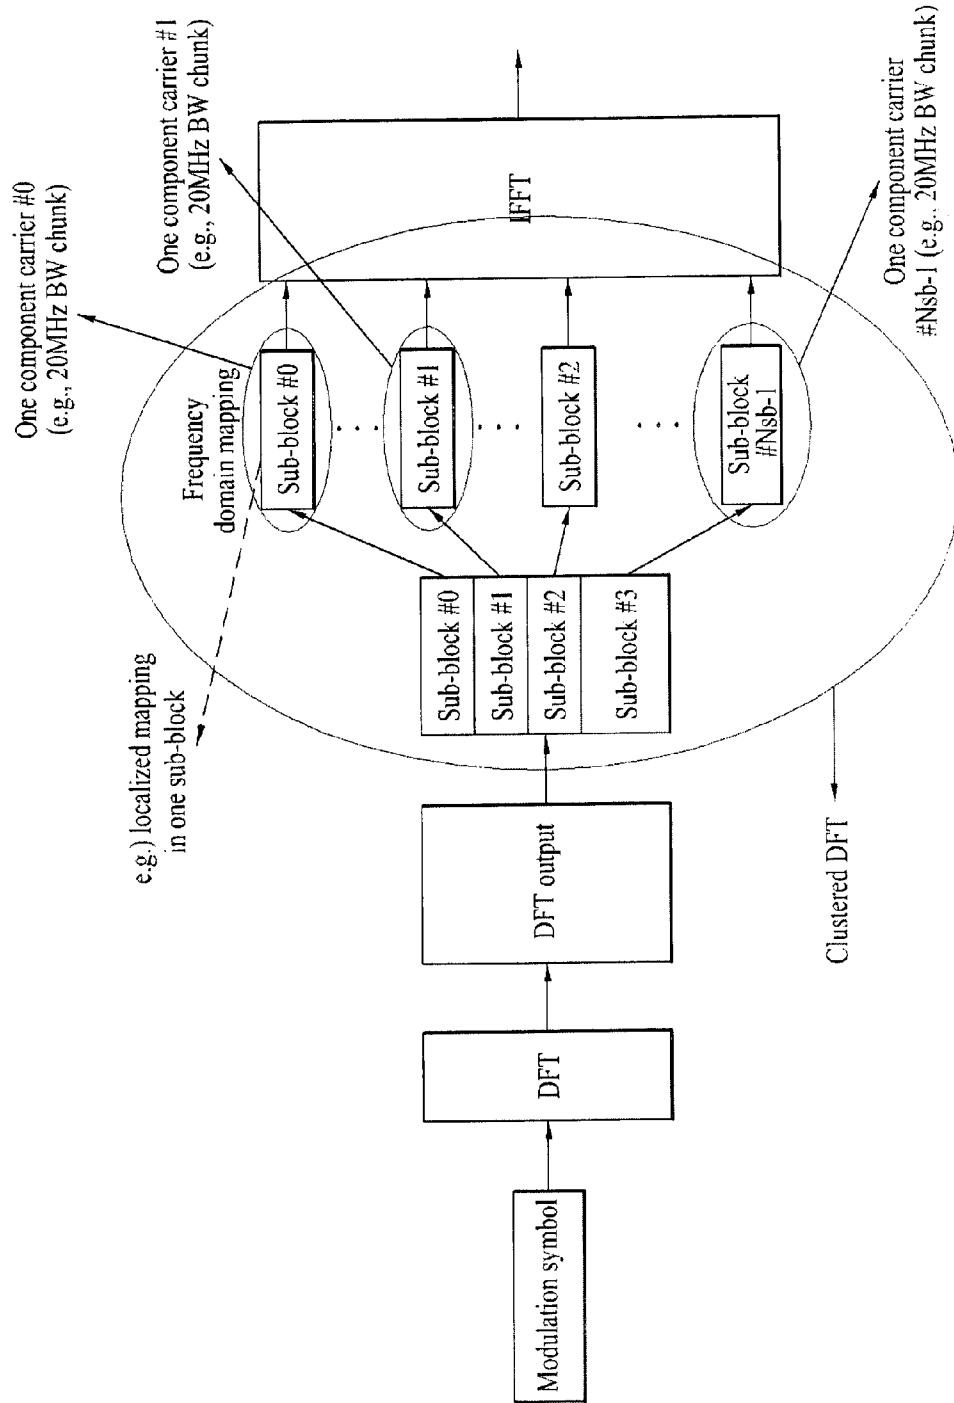 One component carrier #0
(e.g., 20MHz BW chunk)
One component carrier #1
(e.g., 20MHz BW chunk)
e.g.) localized mapping
in one sub-block
Frequency
domain mapping
Sub-block #0
Sub-block #1
Sub-block #2
Sub-block
#Nsb-1
IFFT
Modulation symbol
DFT
DFT output
Sub-block #0
Sub-block #1
Sub-block #2
Sub-block #3
Clustered DFT
One component carrier
#Nsb-1 (e.g., 20MHz BW chunk)